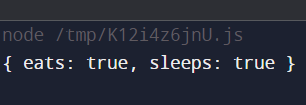 node /tmp/K12i4z6jnU.js
{ eats: true, sleeps: true }